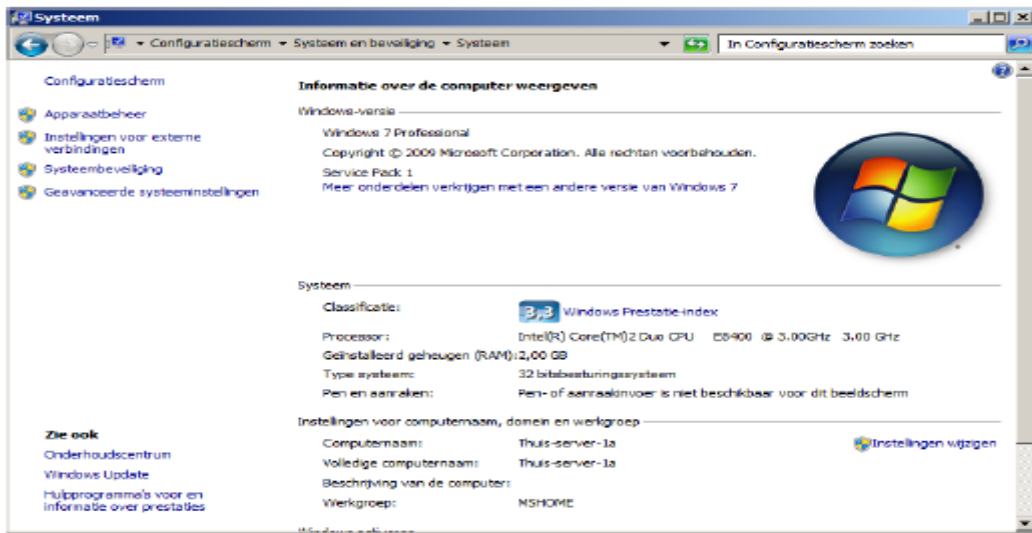 Systeem
Configuratiescherm Systeem en beveiliging Systeem In Configuratiescherm zoeken
Configuratiescherm
Apparaatbeheer
Instellingen voor externe
verbindingen
Systeembeveiliging
Geavanceerde systeeminstellingen
Informatie over de computer weergeven
Windows-versie
Windows 7 Professional
Copyright © 2009 Microsoft Corporation. Alle rechten voorbehouden.
Service Pack 1
Meer onderdelen verkrijgen met een andere versie van Windows 7
Systeem
Classificatie: 3,3 Windows Prestatie-index
Processor: Intel(R) Core(TM)2 Duo CPU E8400 @ 3.00GHz 3.00 GHz
Geïnstalleerd geheugen (RAM): 2,00 GB
Type systeem: 32 bitsbesturingssysteem
Pen en aanraken: Pen- of aanraakinvoer is niet beschikbaar voor dit beeldscherm
Instellingen voor computernaam, domein en werkgroep
Computernaam: Thuis-server-1a Instellingen wijzigen
Volledige computernaam: Thuis-server-1a
Beschrijving van de computer:
Werkgroep: MSHOME
Zie ook
Onderhoudscentrum
Windows Update
Hulpprogramma's voor en
informatie over prestaties
Windows activeren